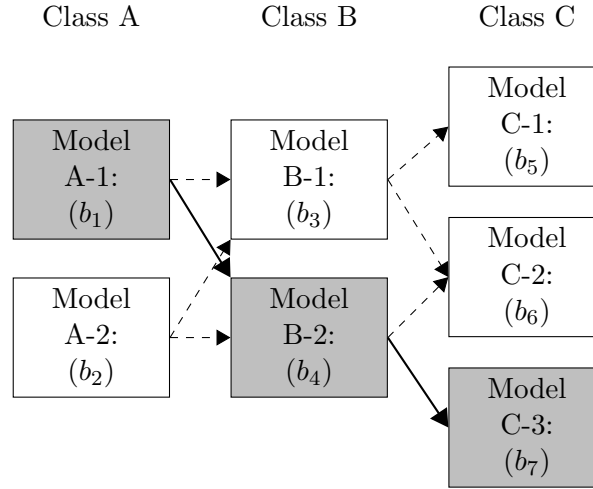 Class A
Class B
Class C
Model
A-1:
(b₁)
Model
A-2:
(b₂)
Model
B-1:
(b₃)
Model
B-2:
(b₄)
Model
C-1:
(b₅)
Model
C-2:
(b₆)
Model
C-3:
(b₇)